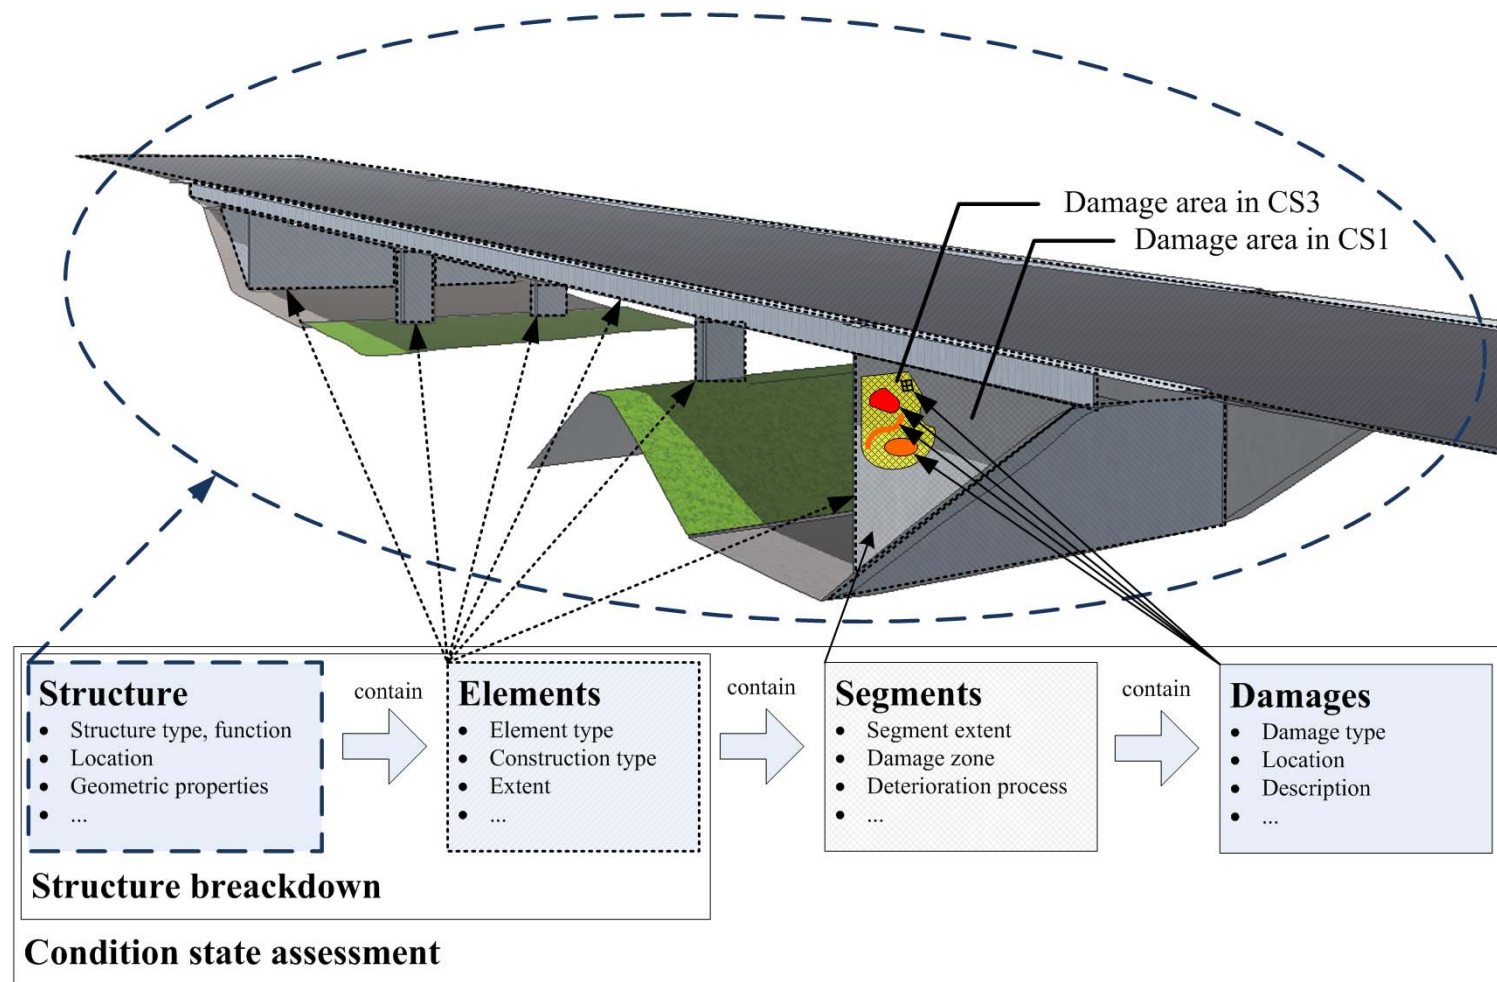 Damage area in CS3
Damage area in CS1
Structure
• Structure type, function
• Location
• Geometric properties
• ...
contain
Elements
• Element type
• Construction type
• Extent
• ...
contain
Segments
• Segment extent
• Damage zone
• Deterioration process
• ...
contain
Damages
• Damage type
• Location
• Description
• ...
Structure breackdown
Condition state assessment